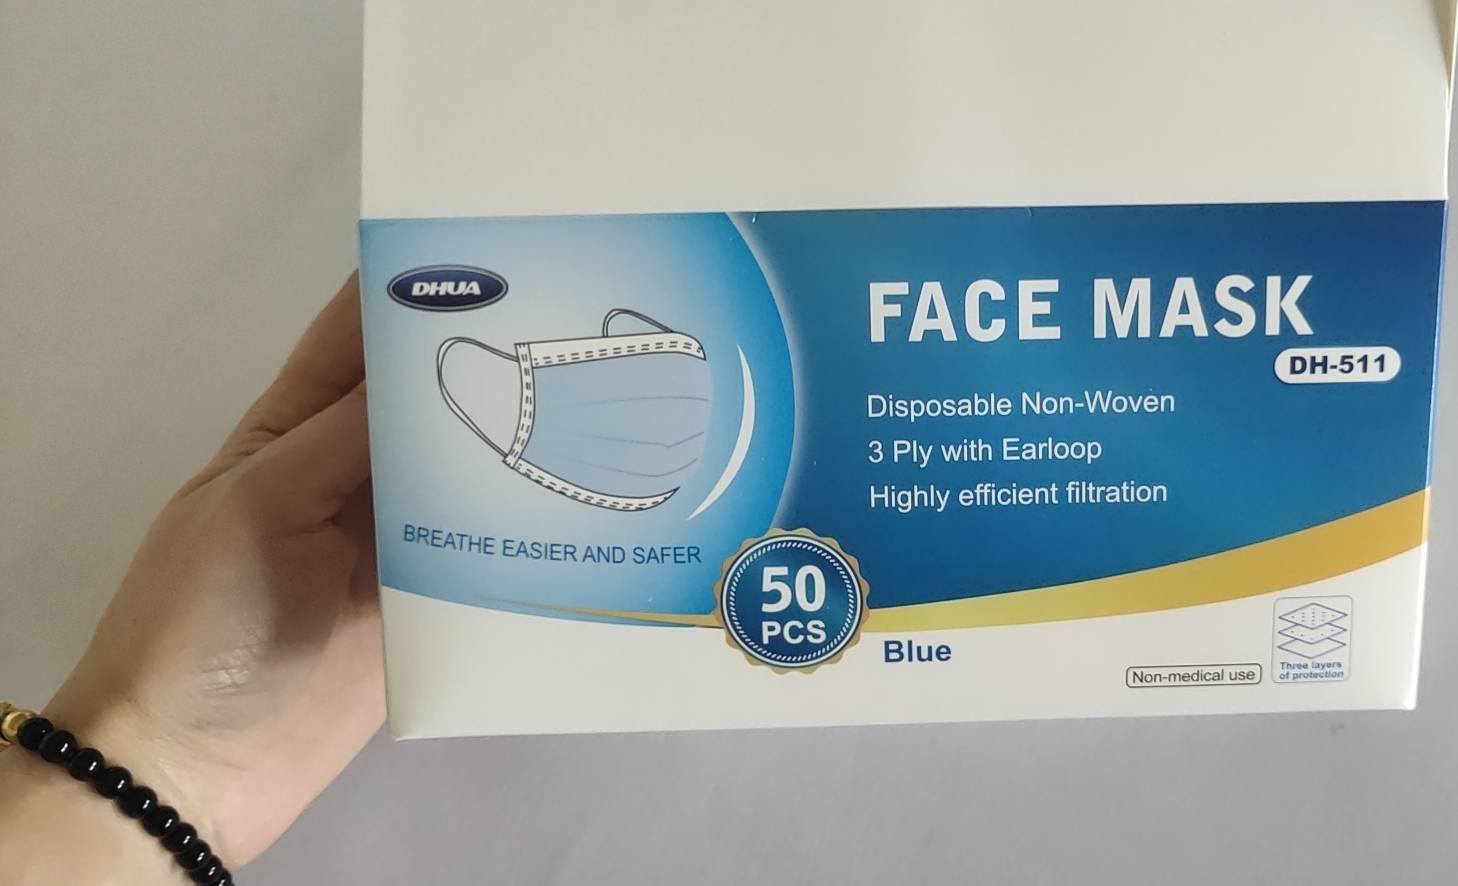 DHUA
FACE MASK
DH-511
Disposable Non-Woven
3 Ply with Earloop
Highly efficient filtration
BREATHE EASIER AND SAFER
50
PCS
Blue
Non-medical use
Three layers
of protection